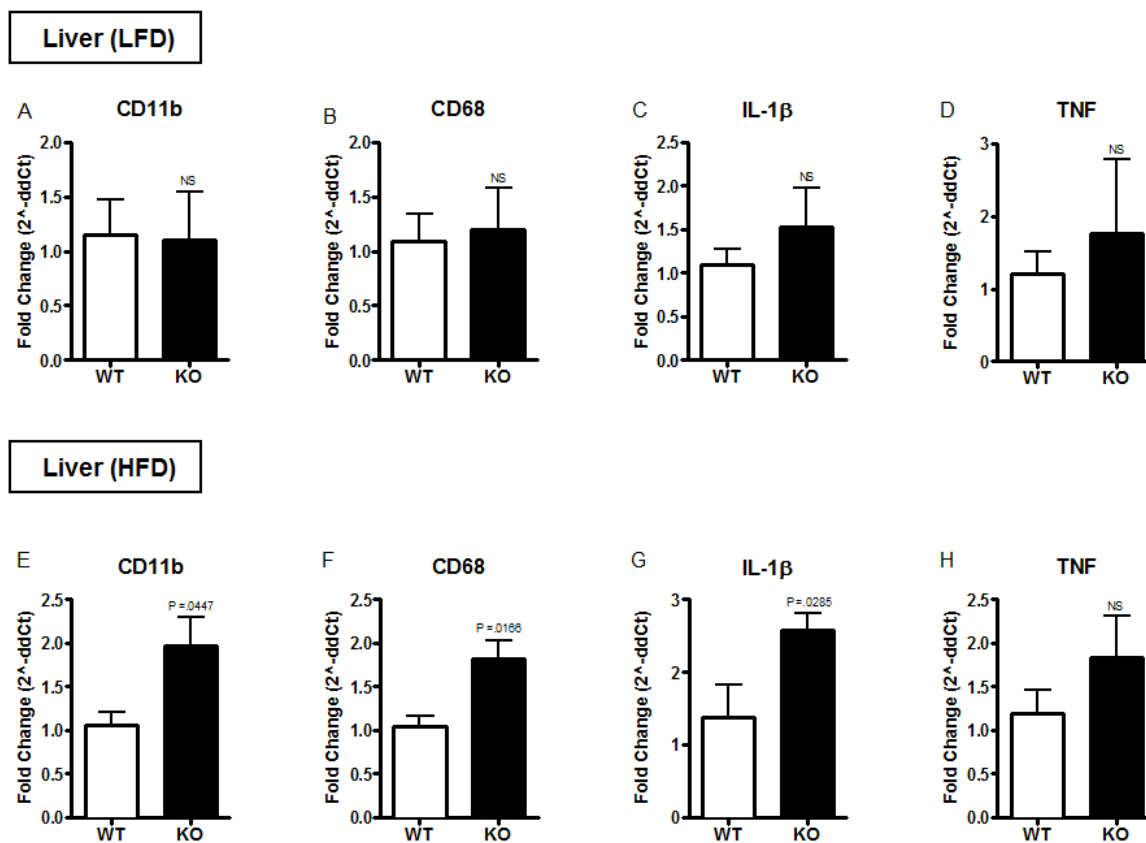 Liver (LFD)
A
CD11b
Fold Change (2^-ddCt)
2.0
1.5
1.0
0.5
0.0
NS
WT KO
B
CD68
Fold Change (2^-ddCt)
2.0
1.5
1.0
0.5
0.0
NS
WT KO
C
IL-1β
Fold Change (2^-ddCt)
2.5
2.0
1.5
1.0
0.5
0.0
NS
WT KO
D
TNF
Fold Change (2^-ddCt)
3
2
1
0
NS
WT KO
Liver (HFD)
E
CD11b
Fold Change (2^-ddCt)
2.5
2.0
1.5
1.0
0.5
0.0
P=.0447
WT KO
F
CD68
Fold Change (2^-ddCt)
2.5
2.0
1.5
1.0
0.5
0.0
P=.0166
WT KO
G
IL-1β
Fold Change (2^-ddCt)
3
2
1
0
P=.0285
WT KO
H
TNF
Fold Change (2^-ddCt)
2.5
2.0
1.5
1.0
0.5
0.0
NS
WT KO